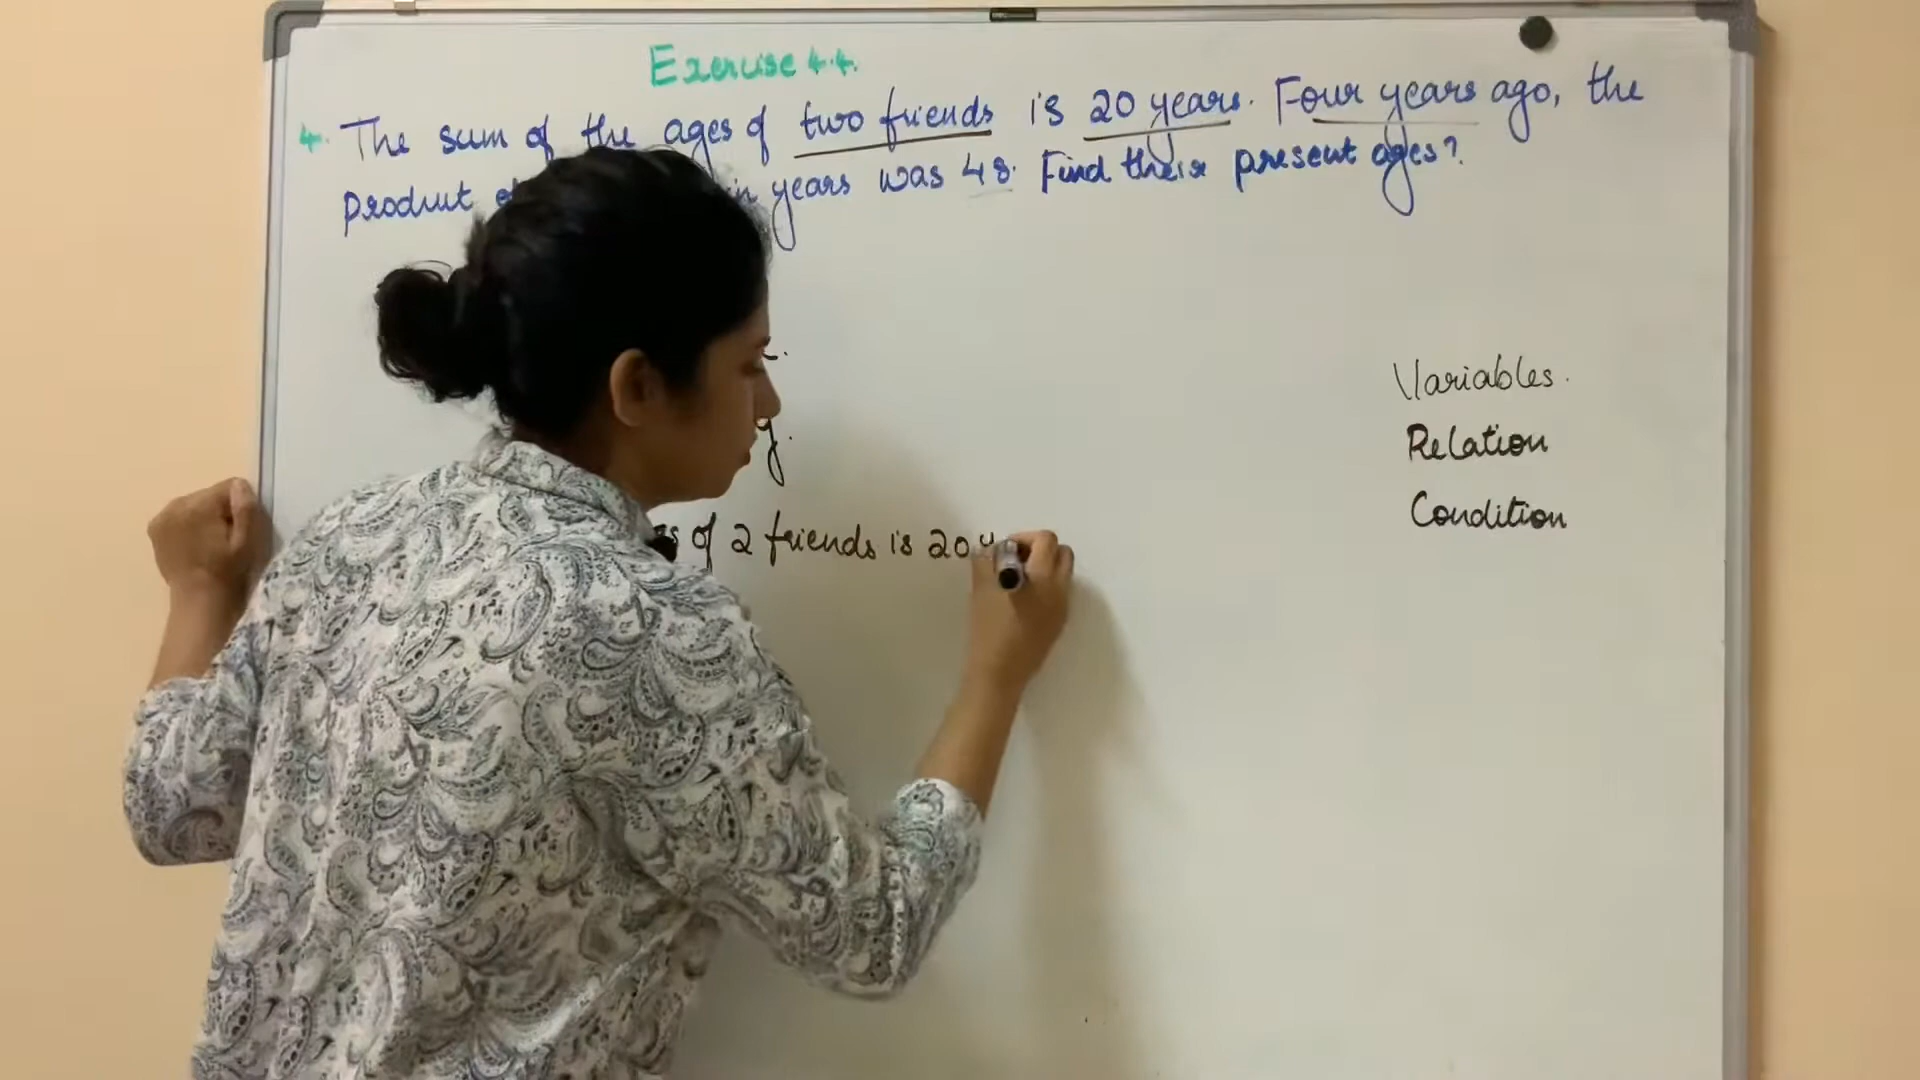 Exercise 4.4.
4. The sum of the ages of two friends is 20 years. Four years ago, the
product years was 48. Find their present ages?
Variables.
y.
Relation
Condition
of 2 friends is 20 y